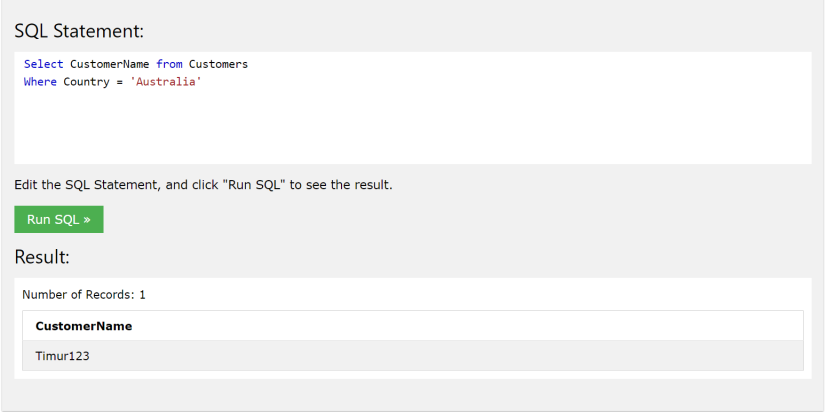 SQL Statement:
Select CustomerName from Customers
Where Country = 'Australia'
Edit the SQL Statement, and click "Run SQL" to see the result.
Run SQL »
Result:
Number of Records: 1
CustomerName
Timur123